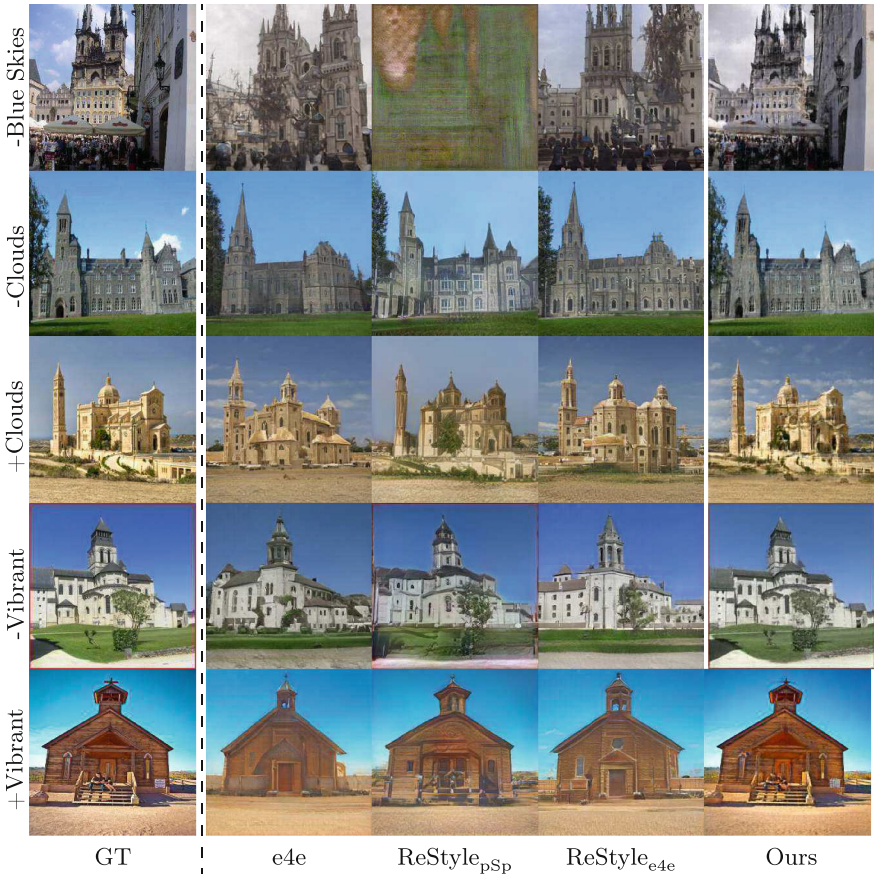 -Blue Skies
-Clouds
+Clouds
-Vibrant
+Vibrant
GT e4e ReStyle_pSp ReStyle_e4e Ours